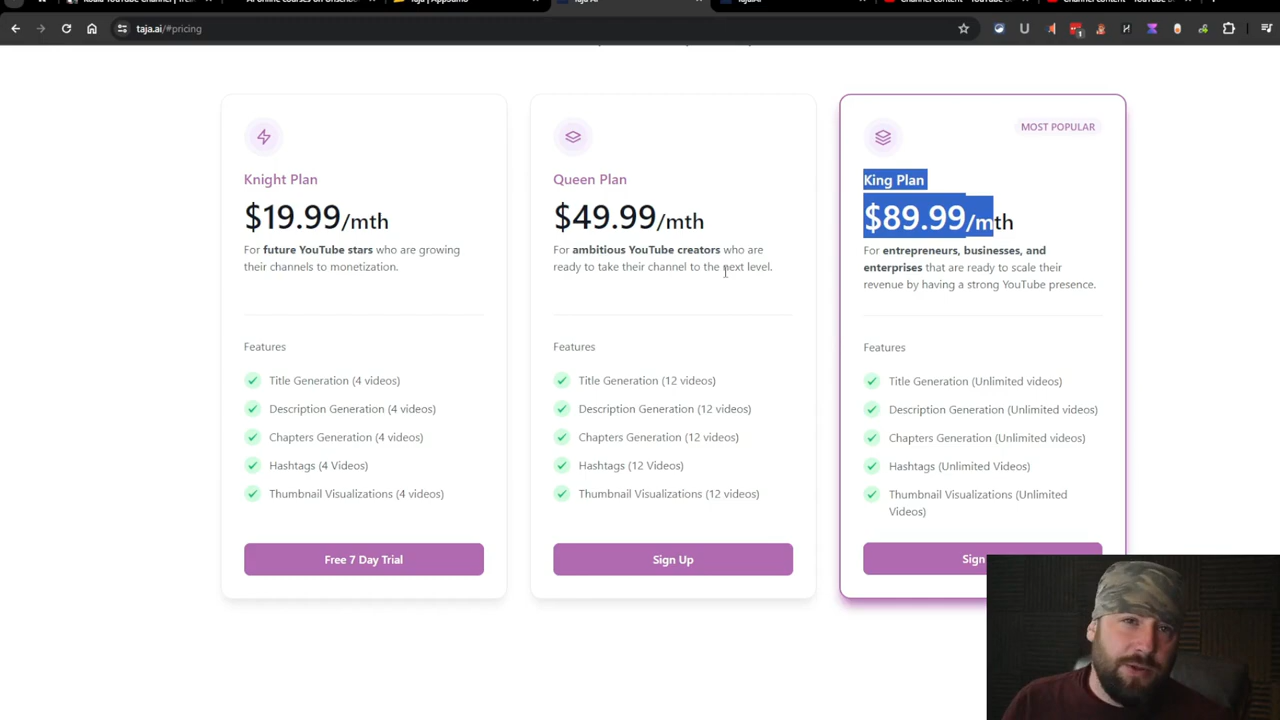 taja.ai/#pricing
Knight Plan
$19.99/mth
For future YouTube stars who are growing
their channels to monetization.
Features
Title Generation (4 videos)
Description Generation (4 videos)
Chapters Generation (4 videos)
Hashtags (4 Videos)
Thumbnail Visualizations (4 videos)
Free 7 Day Trial
Queen Plan
$49.99/mth
For ambitious YouTube creators who are
ready to take their channel to the next level.
Features
Title Generation (12 videos)
Description Generation (12 videos)
Chapters Generation (12 videos)
Hashtags (12 Videos)
Thumbnail Visualizations (12 videos)
Sign Up
MOST POPULAR
King Plan
$89.99/mth
For entrepreneurs, businesses, and
enterprises that are ready to scale their
revenue by having a strong YouTube presence.
Features
Title Generation (Unlimited videos)
Description Generation (Unlimited videos)
Chapters Generation (Unlimited videos)
Hashtags (Unlimited Videos)
Thumbnail Visualizations (Unlimited
Videos)
Sign